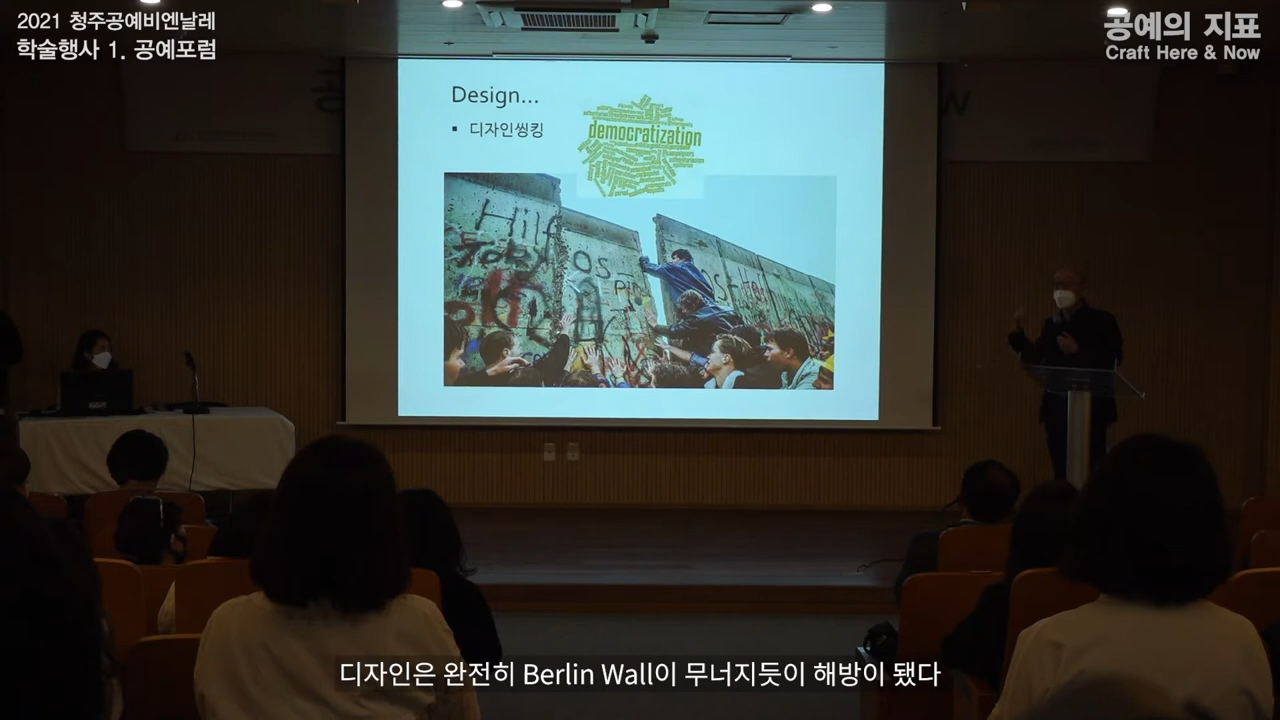 2021 청주공예비엔날레
학술행사 1. 공예포럼
공예의 지표
Craft Here & Now
Design...
▪ 디자인씽킹
democratization
Hilf
OS
디자인은 완전히 Berlin Wall이 무너지듯이 해방이 됐다